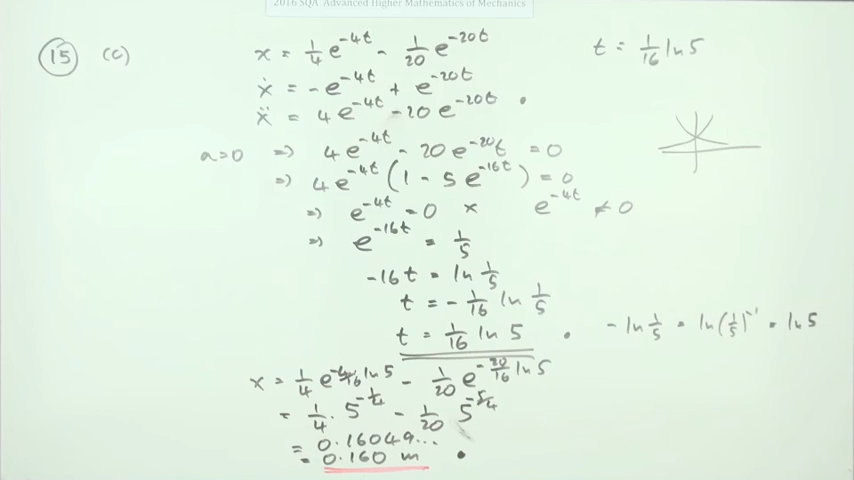 2016 SQA Advanced Higher Mathematics of Mechanics
15 (c)
x = 1/4 e^-4t - 1/20 e^-20t
t = 1/16 ln 5
ẋ = -e^-4t + e^-20t
ẍ = 4e^-4t - 20e^-20t
a=0 => 4e^-4t - 20e^-20t = 0
=> 4e^-4t (1 - 5e^-16t) = 0
=> e^-4t = 0 × e^-4t ≠ 0
=> e^-16t = 1/5
-16t = ln 1/5
t = -1/16 ln 1/5
t = 1/16 ln 5
-ln 1/5 = ln(1/5)^-1 = ln 5
x = 1/4 e^-4/16 ln 5 - 1/20 e^-20/16 ln 5
= 1/4 . 5^-1/4 - 1/20 5^-5/4
= 0.16049...
= 0.160 m